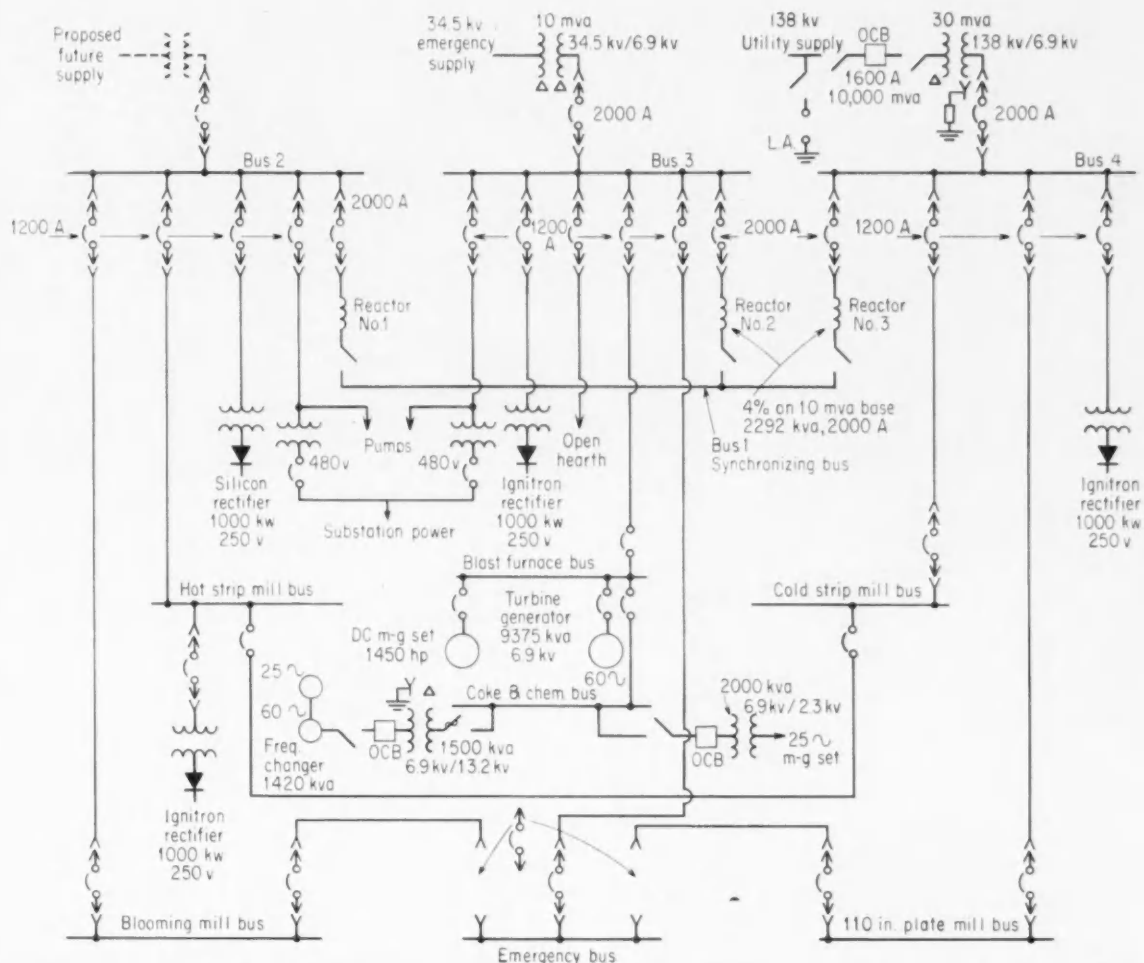 Proposed
future
supply
34.5 kv
emergency
supply
10 mva
34.5 kv/6.9 kv
138 kv
Utility supply
OCB
30 mva
138 kv/6.9 kv
1600 A
10,000 mva
2000 A
2000 A
L.A.
Bus 2
Bus 3
Bus 4
2000 A
1200 A
1200
A
2000 A
1200 A
Reactor
No.1
Reactor
No.2
Reactor
No.3
4% on 10 mva base
2292 kva, 2000 A
Bus 1
Synchronizing bus
Pumps
Open
hearth
480v
480v
Silicon
rectifier
1000 kw
250 v
Substation power
Ignitron
rectifier
1000 kw
250 v
Ignitron
rectifier
1000 kw
250 v
Blast furnace bus
Hot strip mill bus
Cold strip mill bus
DC m-g set
1450 hp
Turbine
generator
9375 kva
6.9 kv
60~
25~
60~
Freq.
changer
1420 kva
OCB
Coke & chem. bus
1500 kva
6.9 kv/13.2 kv
2000 kva
6.9 kv/2.3 kv
OCB
25~
m-g set
Ignitron
rectifier
1000 kw
250 v
Blooming mill bus
Emergency bus
110 in. plate mill bus